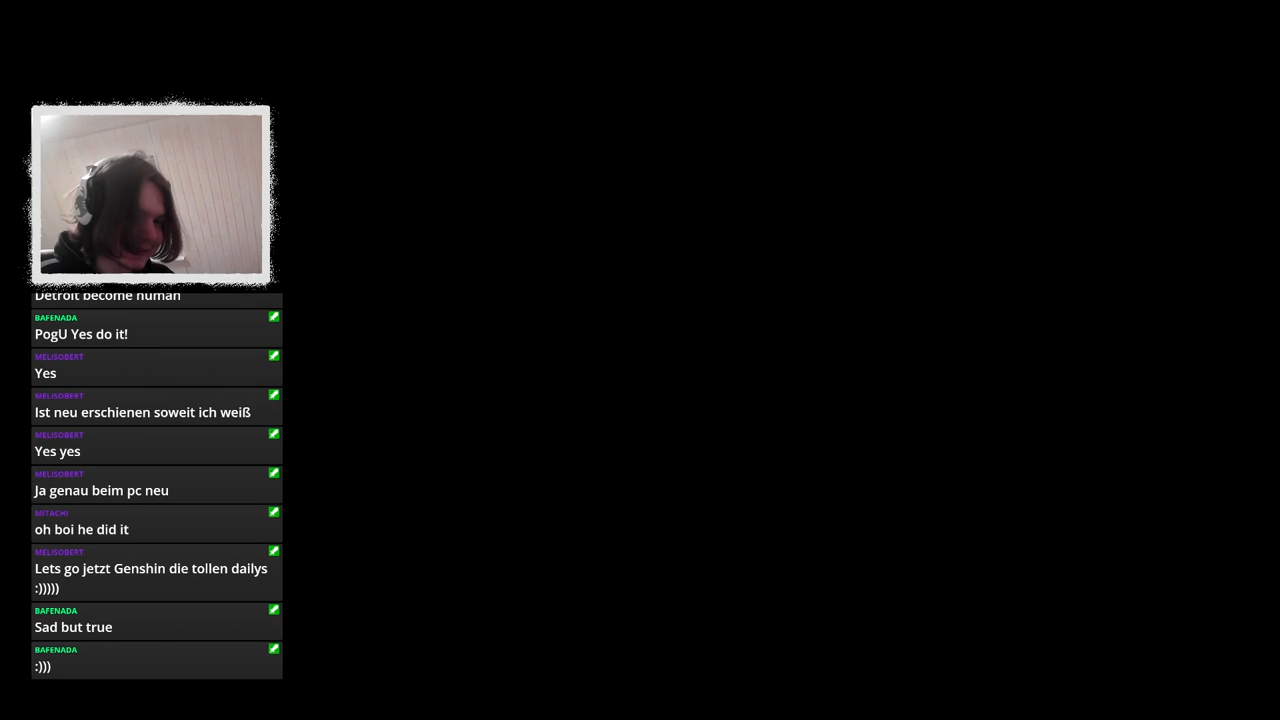 Detroit become human
BAFENADA
PogU Yes do it!
MELISOBERT
Yes
MELISOBERT
Ist neu erschienen soweit ich weiß
MELISOBERT
Yes yes
MELISOBERT
Ja genau beim pc neu
MITACHI
oh boi he did it
MELISOBERT
Lets go jetzt Genshin die tollen dailys
:)))))
BAFENADA
Sad but true
BAFENADA
:)))